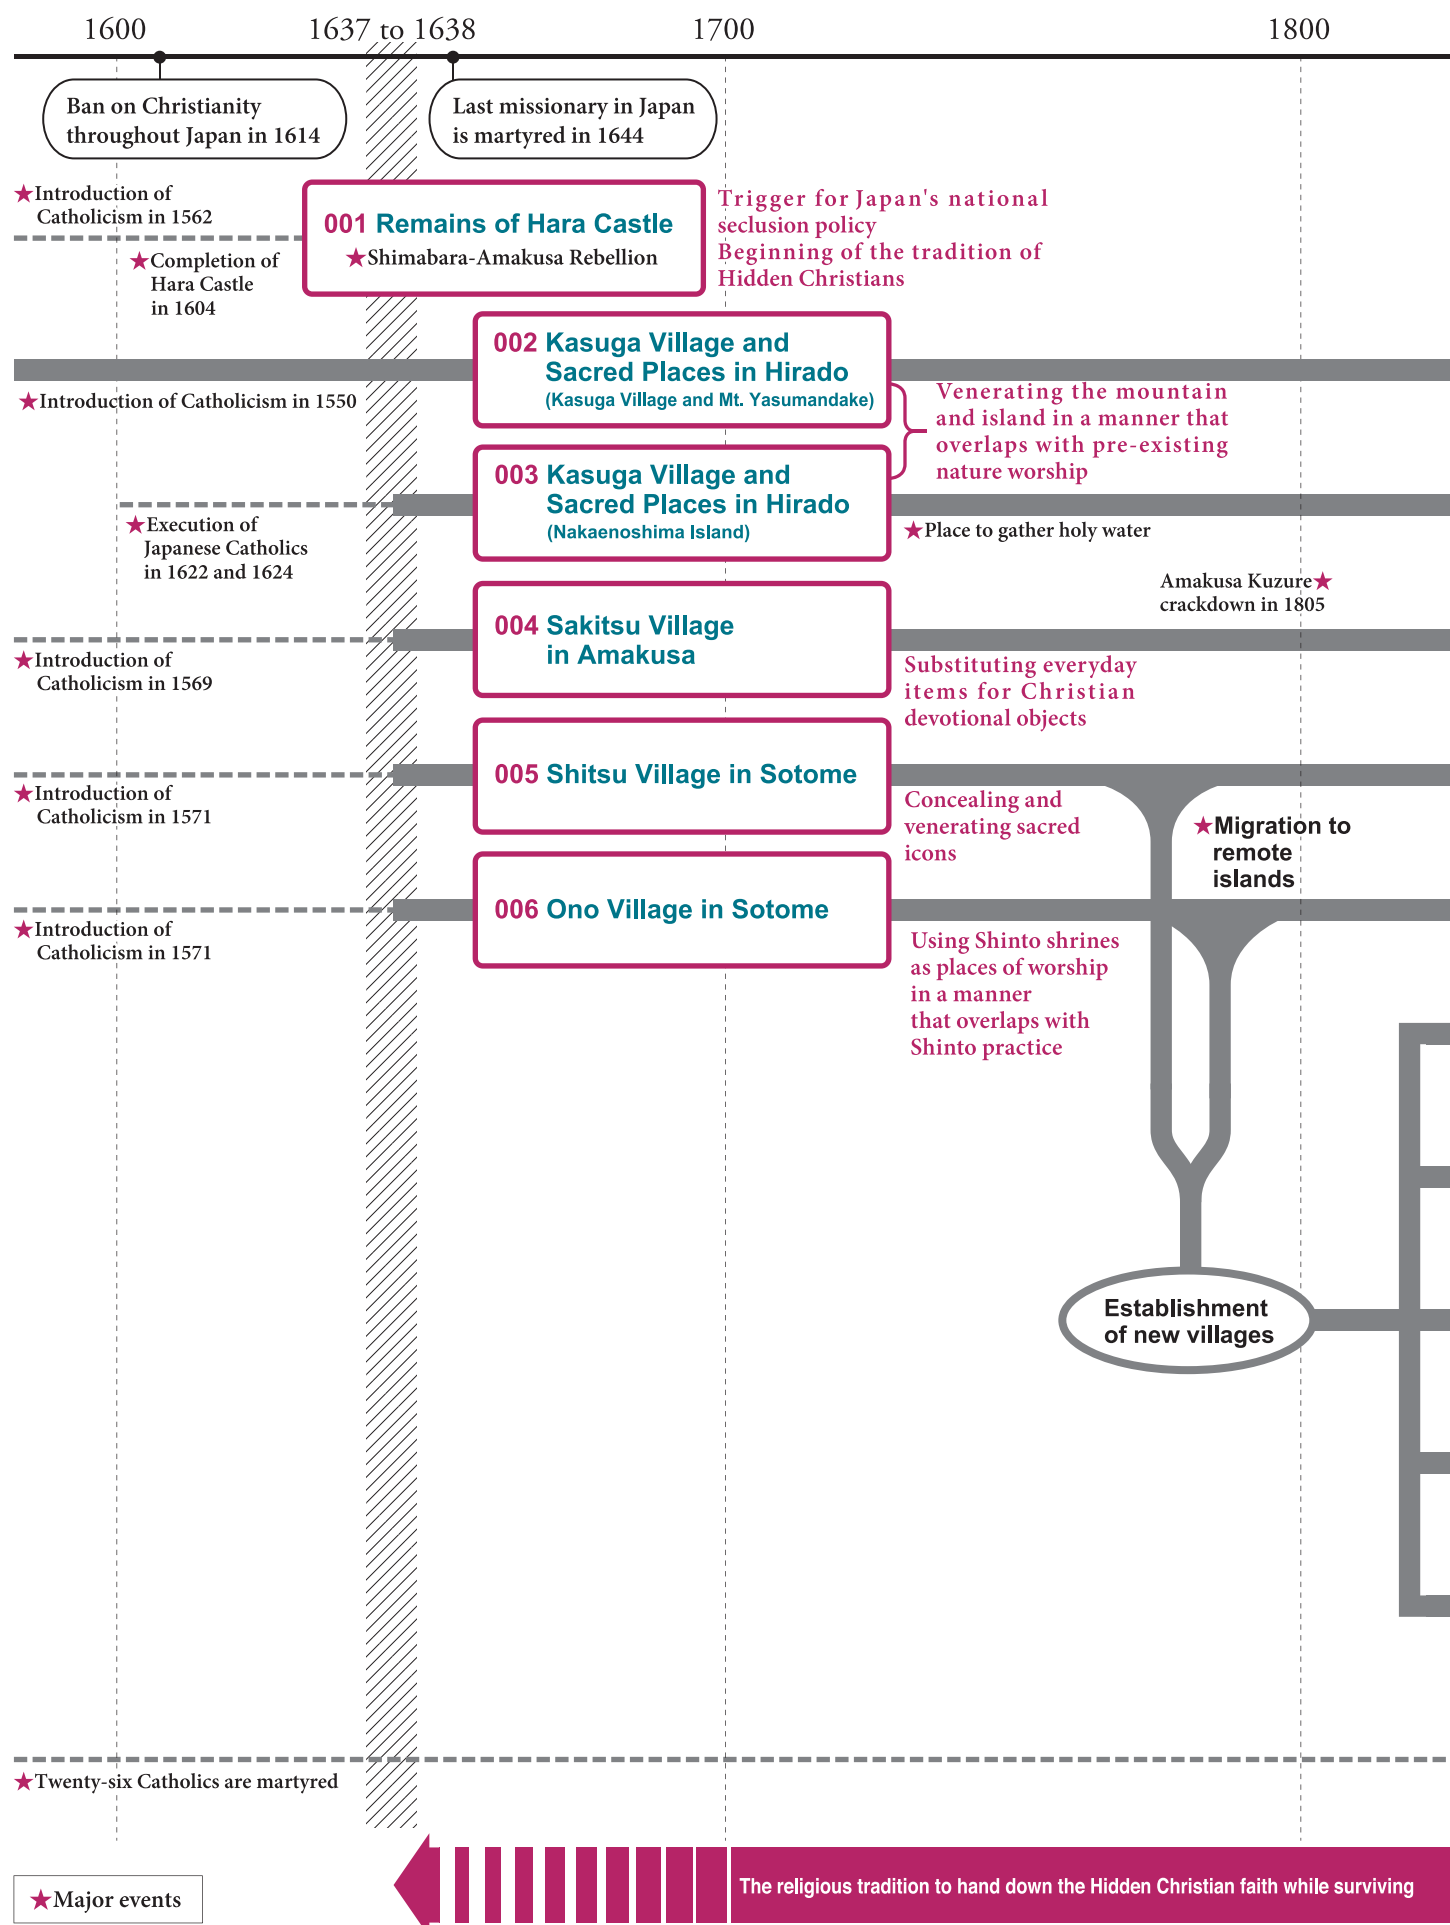 1600
1637 to 1638
1700
1800
Ban on Christianity
throughout Japan in 1614
Last missionary in Japan
is martyred in 1644
★Introduction of
Catholicism in 1562
★Completion of
Hara Castle
in 1604
001 Remains of Hara Castle
★Shimabara-Amakusa Rebellion
Trigger for Japan's national
seclusion policy
Beginning of the tradition of
Hidden Christians
002 Kasuga Village and
Sacred Places in Hirado
(Kasuga Village and Mt. Yasumandake)
★Introduction of Catholicism in 1550
Venerating the mountain
and island in a manner that
overlaps with pre-existing
nature worship
003 Kasuga Village and
Sacred Places in Hirado
(Nakaenoshima Island)
★Execution of
Japanese Catholics
in 1622 and 1624
★Place to gather holy water
Amakusa Kuzure★
crackdown in 1805
004 Sakitsu Village
in Amakusa
★Introduction of
Catholicism in 1569
Substituting everyday
items for Christian
devotional objects
005 Shitsu Village in Sotome
★Introduction of
Catholicism in 1571
Concealing and
venerating sacred
icons
★Migration to
remote
islands
006 Ono Village in Sotome
★Introduction of
Catholicism in 1571
Using Shinto shrines
as places of worship
in a manner
that overlaps with
Shinto practice
Establishment
of new villages
★Twenty-six Catholics are martyred
★Major events
The religious tradition to hand down the Hidden Christian faith while surviving